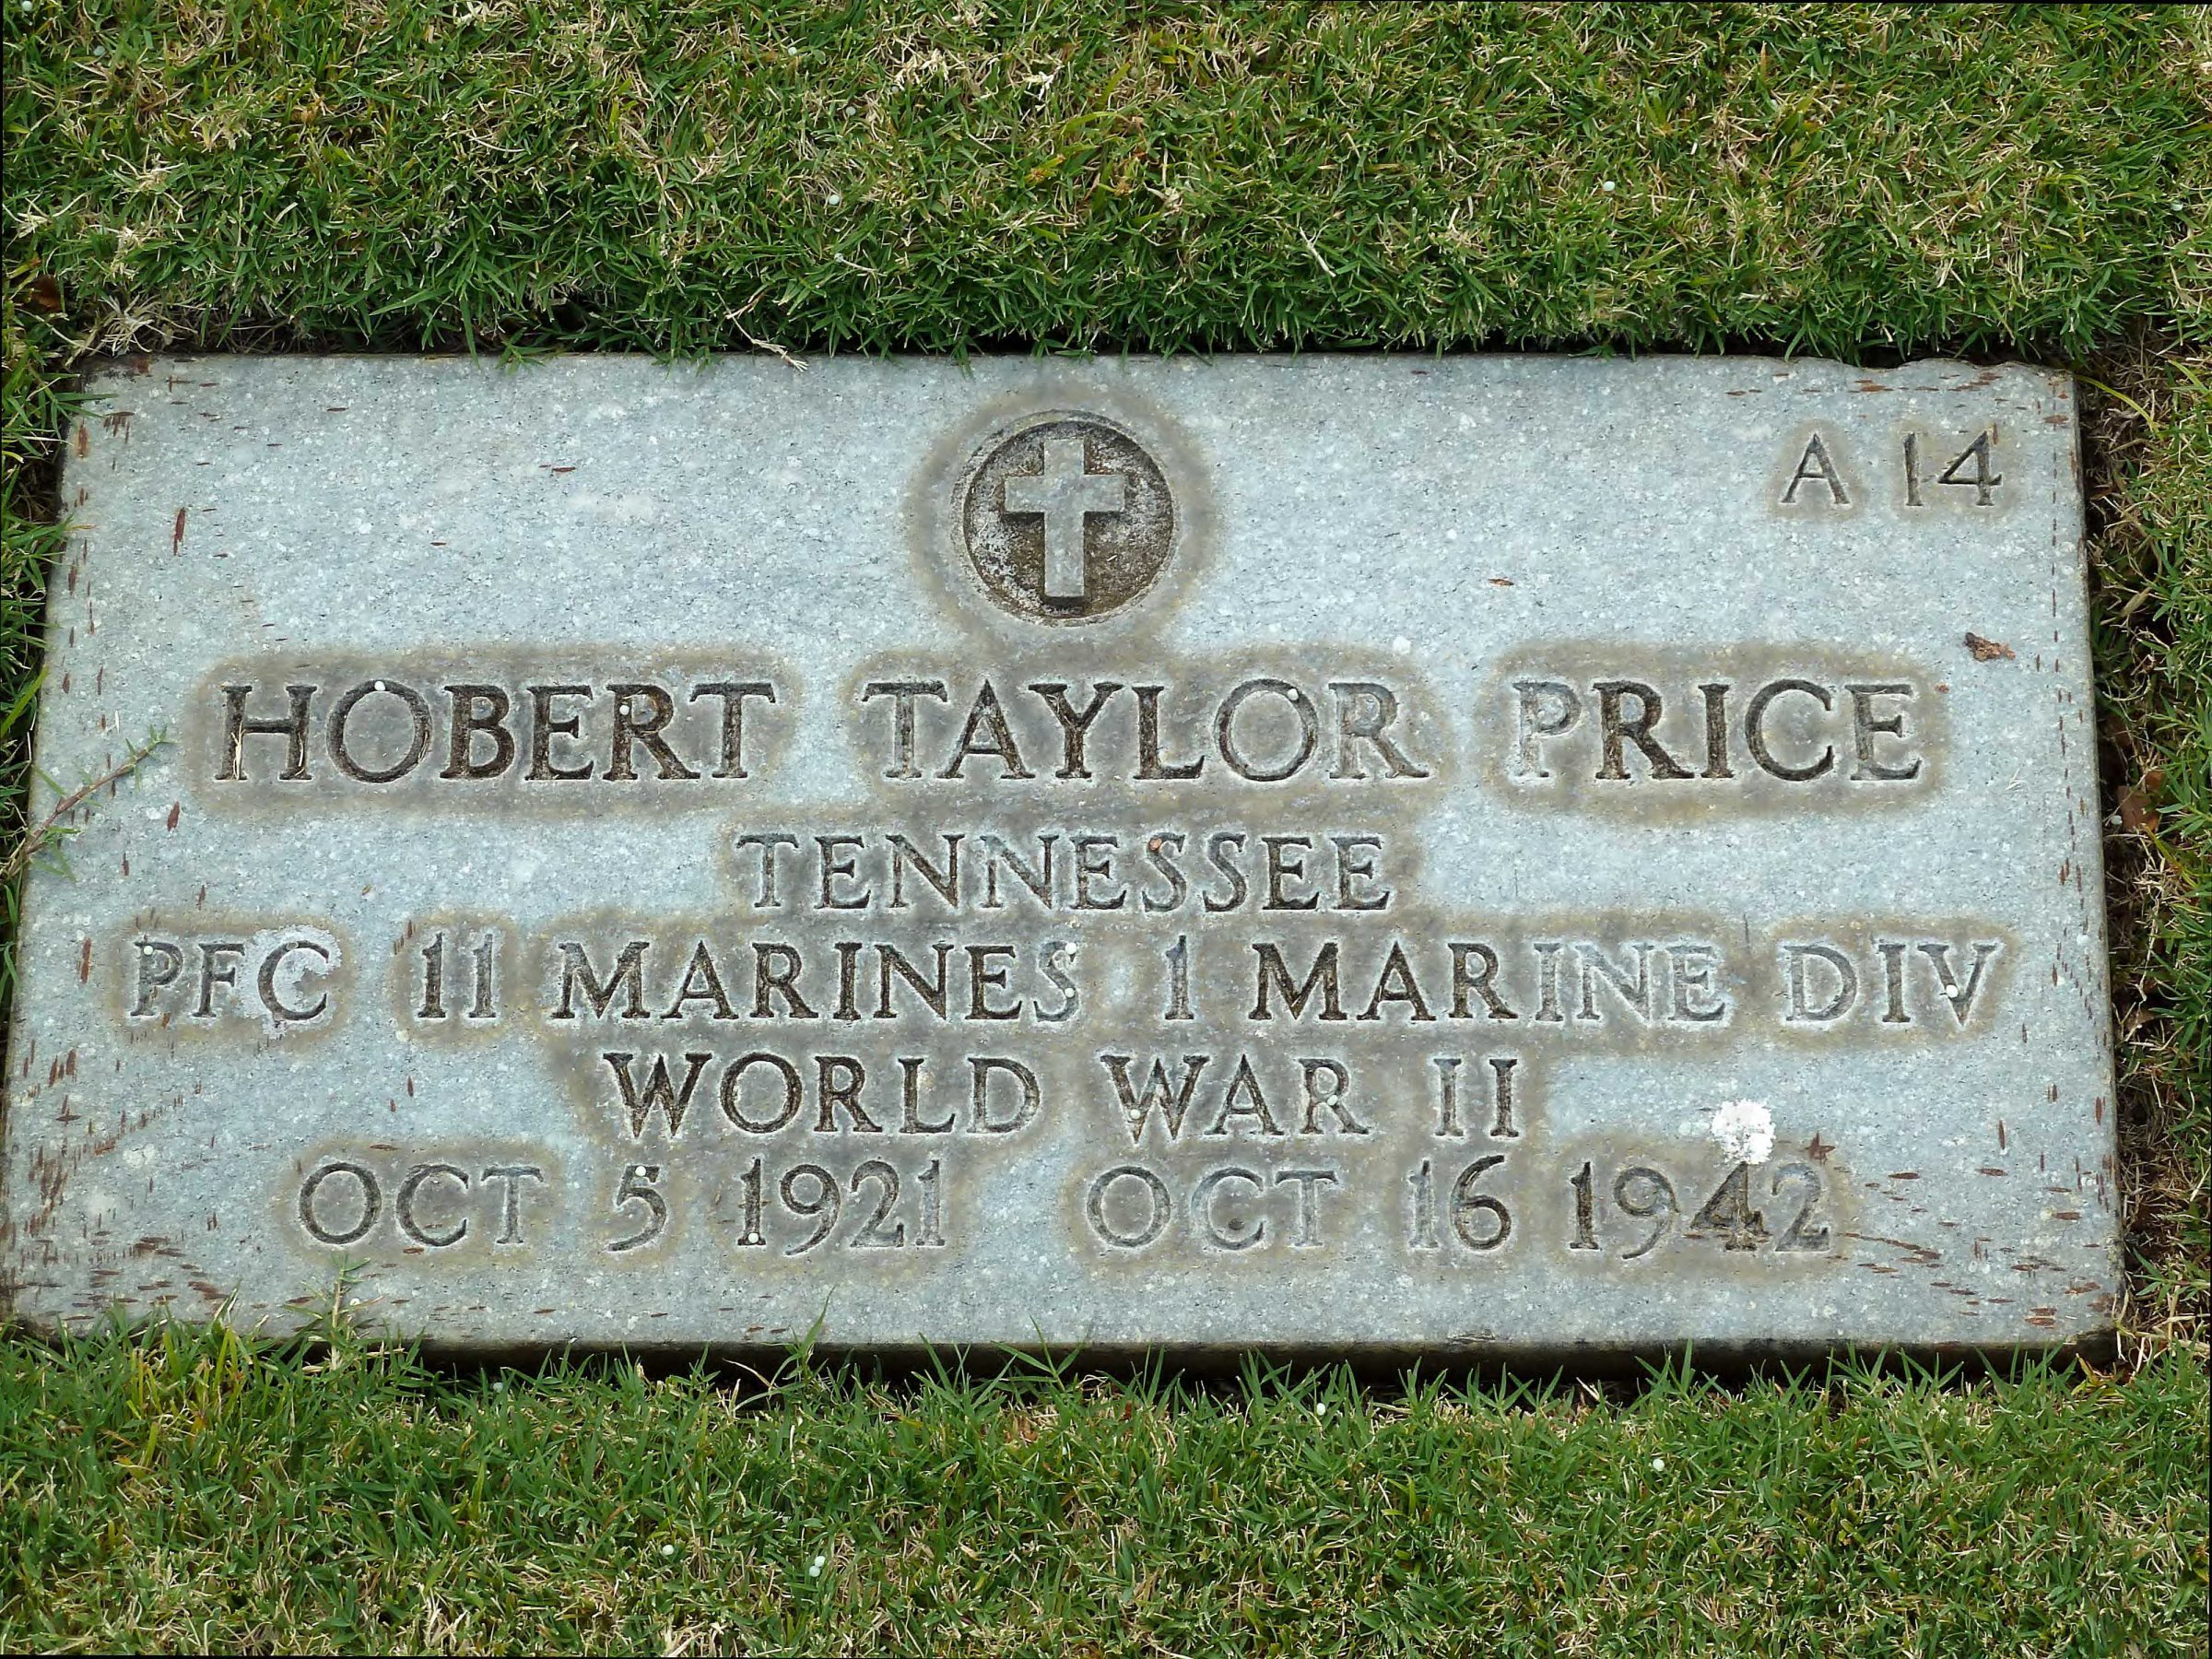 A 14
HOBERT TAYLOR PRICE
TENNESSEE
PFC 11 MARINES 1 MARINE DIV
WORLD WAR II
OCT 5 1921 OCT 16 1942